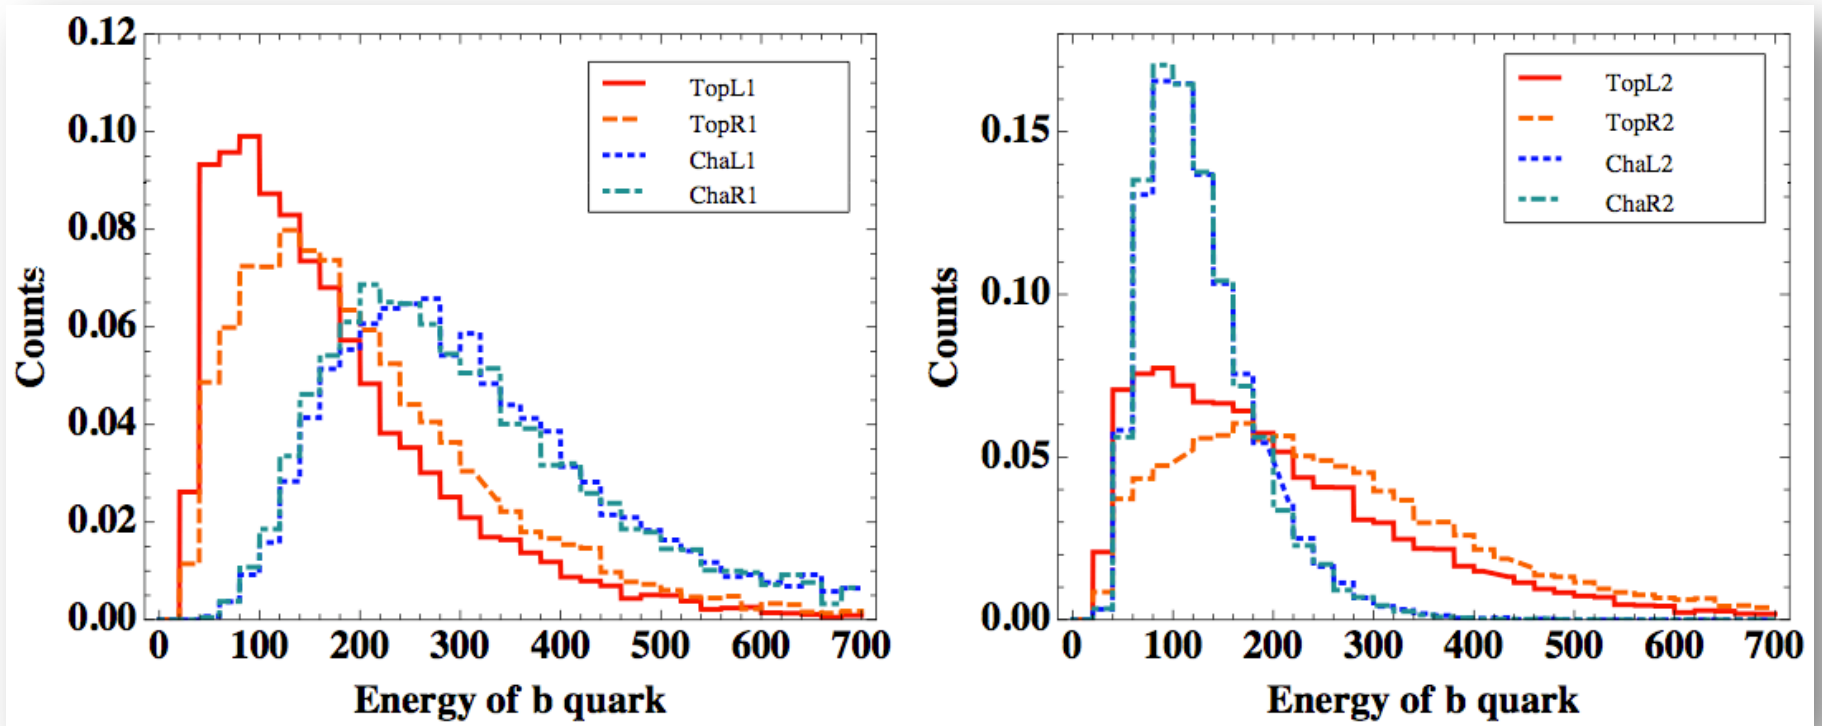 0.12
0.10
0.08
0.06
0.04
0.02
0.00
Counts
TopL1
TopR1
ChaL1
ChaR1
0 100 200 300 400 500 600 700
Energy of b quark
0.15
0.10
0.05
0.00
Counts
TopL2
TopR2
ChaL2
ChaR2
0 100 200 300 400 500 600 700
Energy of b quark